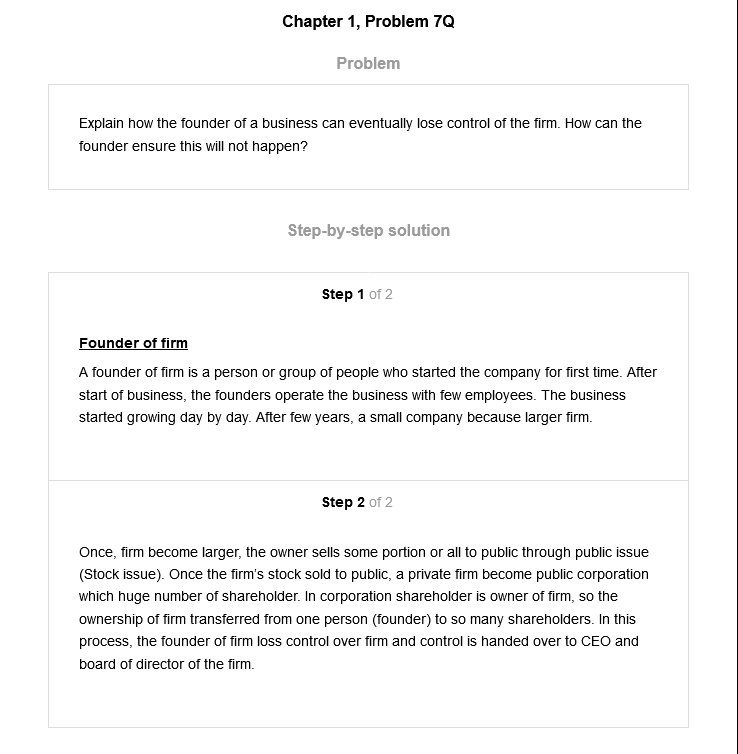 Chapter 1, Problem 7Q
Problem
Explain how the founder of a business can eventually lose control of the firm. How can the
founder ensure this will not happen?
Step-by-step solution
Step 1 of 2
Founder of firm
A founder of firm is a person or group of people who started the company for first time. After
start of business, the founders operate the business with few employees. The business
started growing day by day. After few years, a small company because larger firm.
Step 2 of 2
Once, firm become larger, the owner sells some portion or all to public through public issue
(Stock issue). Once the firm's stock sold to public, a private firm become public corporation
which huge number of shareholder. In corporation shareholder is owner of firm, so the
ownership of firm transferred from one person (founder) to so many shareholders. In this
process, the founder of firm loss control over firm and control is handed over to CEO and
board of director of the firm.